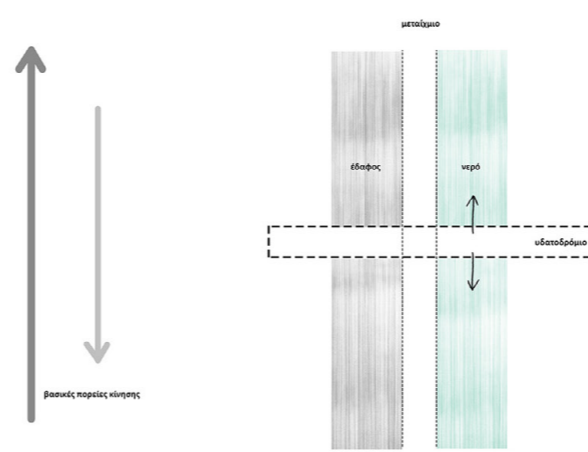 μεταίχμιο
έδαφος
νερό
υδατοδρόμιο
βασικές πορείες κίνησης